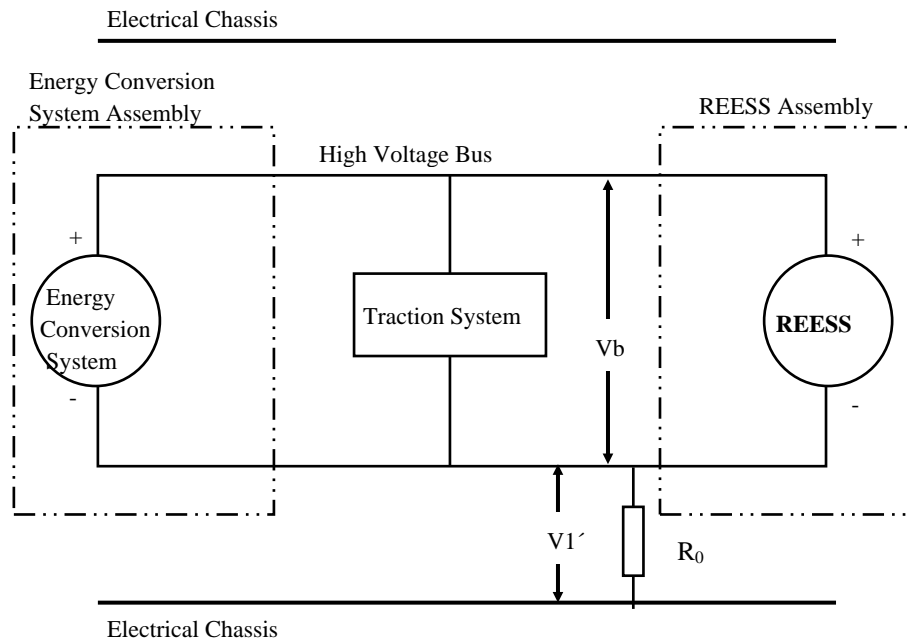 Electrical Chassis
Energy Conversion
System Assembly
REESS Assembly
High Voltage Bus
+
+
Energy
Conversion
System
Traction System
REESS
Vb
-
-
V1´
R₀
Electrical Chassis